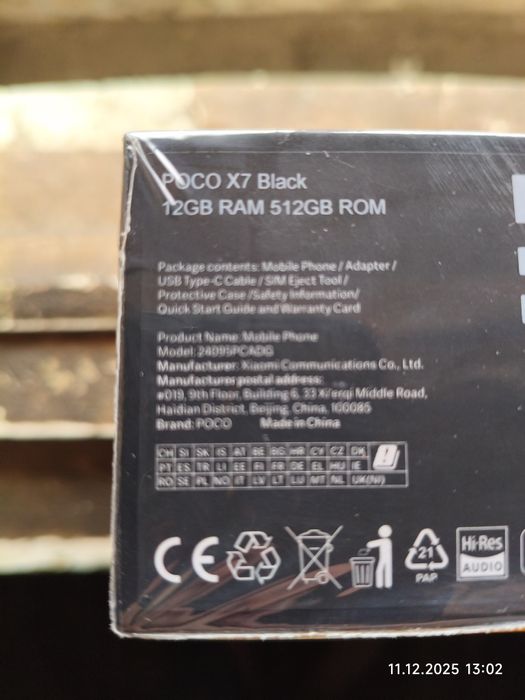 POCO X7 Black
12GB RAM 512GB ROM
Package contents: Mobile Phone / Adapter /
USB Type-C Cable / SIM Eject Tool /
Protective Case /Safety Information/
Quick Start Guide and Warranty Card
Product Name: Mobile Phone
Model: 24095PCADG
Manufacturer: Xiaomi Communications Co., Ltd.
Manufacturer postal address:
#019, 9th Floor, Building 6, 33 Xi'erqi Middle Road,
Haidian District, Beijing, China, 100085
Brand: POCO Made in China
CH SI SK IS AT BE BG HR CY CZ DK
PT ES TR LI EE FI FR DE EL HU IE
RO SE PL NO IT LV LT LU MT NL UK(NI)
CE
21
PAP
Hi-Res
AUDIO
11.12.2025 13:02